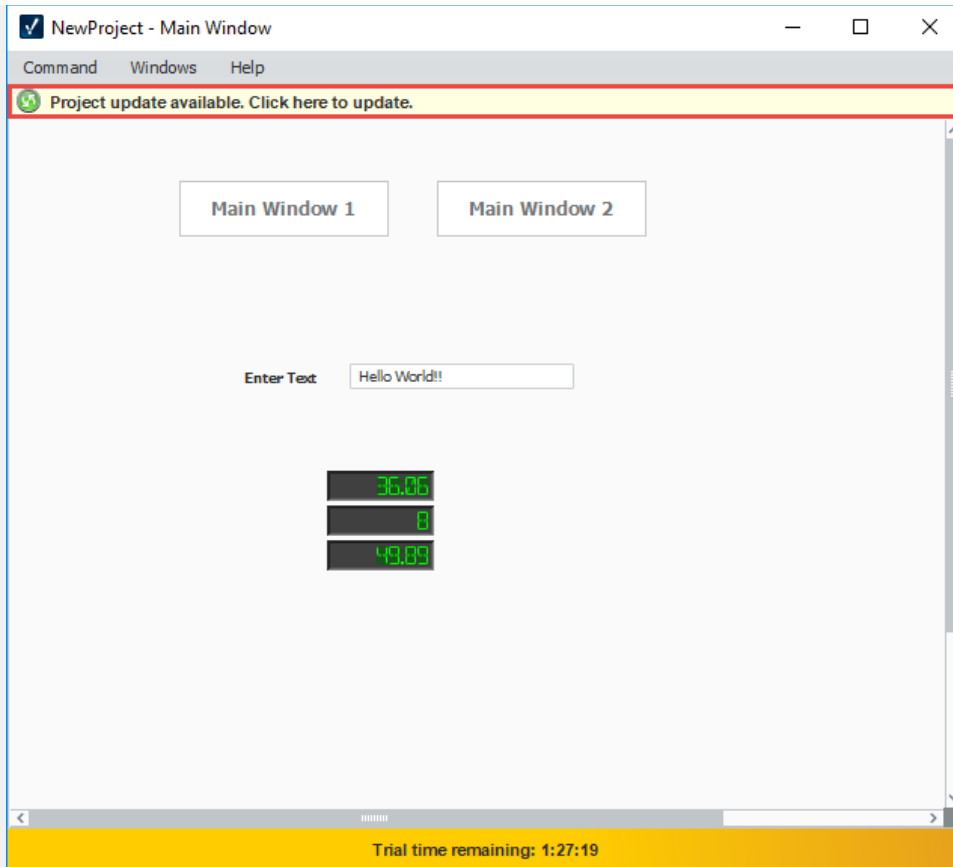 NewProject - Main Window
Command Windows Help
Project update available. Click here to update.
Main Window 1 Main Window 2
Enter Text Hello World!!
36.06
8
49.89
Trial time remaining: 1:27:19